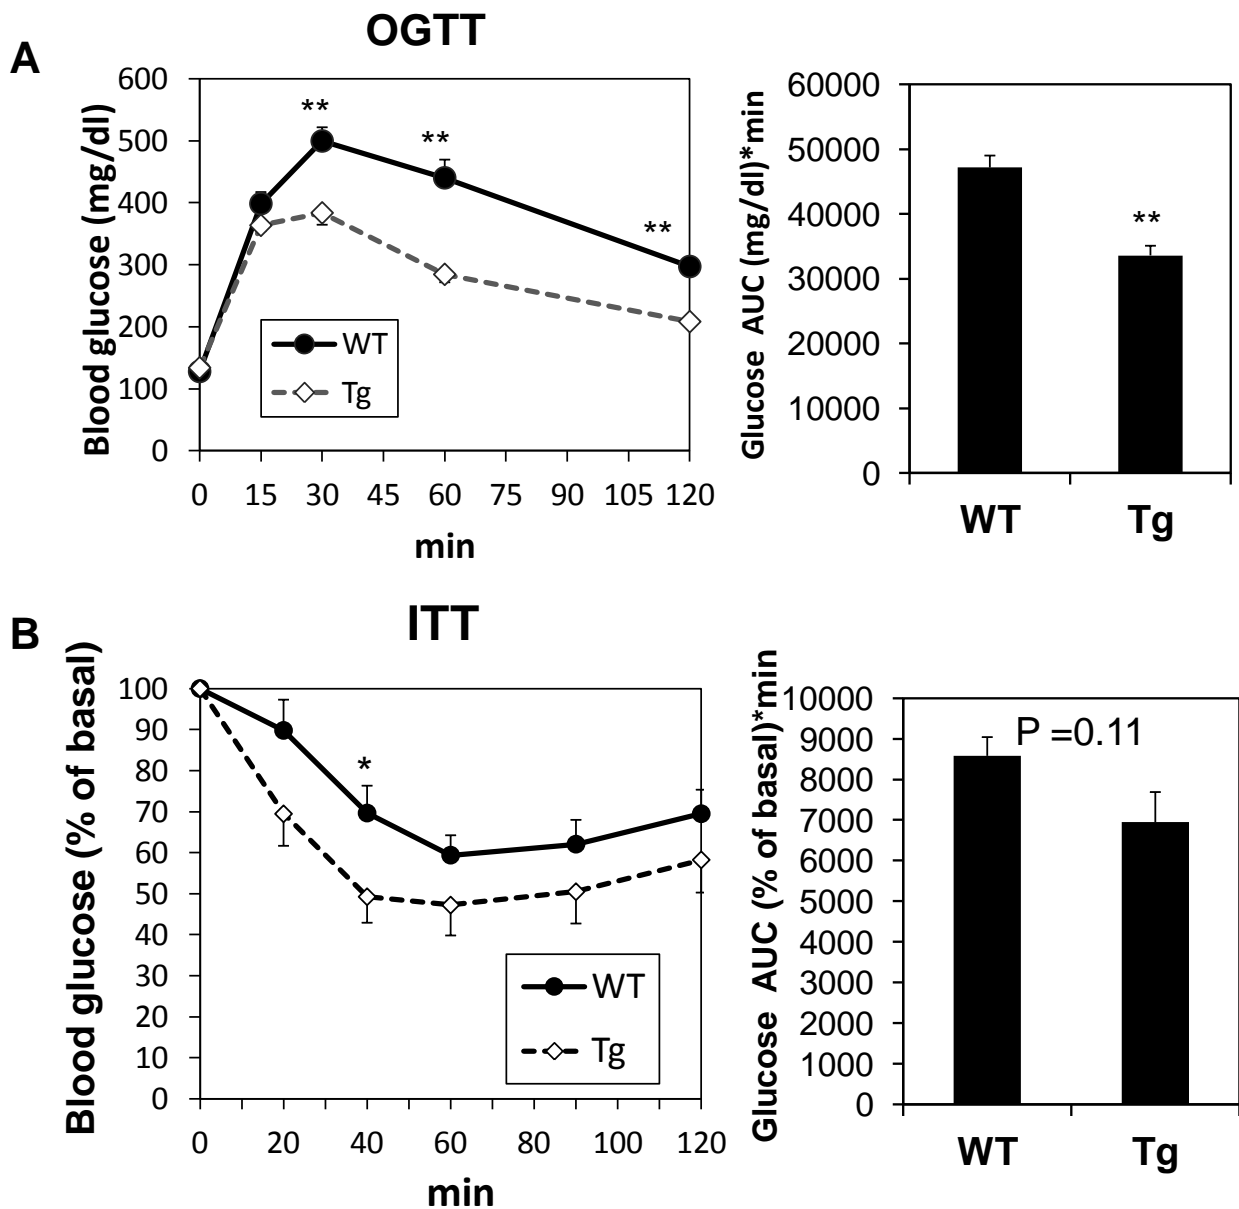 A
OGTT
Blood glucose (mg/dl)
600
500
400
300
200
100
0
**
**
**
WT
Tg
0 15 30 45 60 75 90 105 120
min
Glucose AUC (mg/dl)*min
60000
50000
40000
30000
20000
10000
0
**
WT Tg
B
ITT
Blood glucose (% of basal)
100
90
80
70
60
50
40
30
20
10
0
*
WT
Tg
0 20 40 60 80 100 120
min
Glucose AUC (% of basal)*min
10000
9000
8000
7000
6000
5000
4000
3000
2000
1000
0
P =0.11
WT Tg